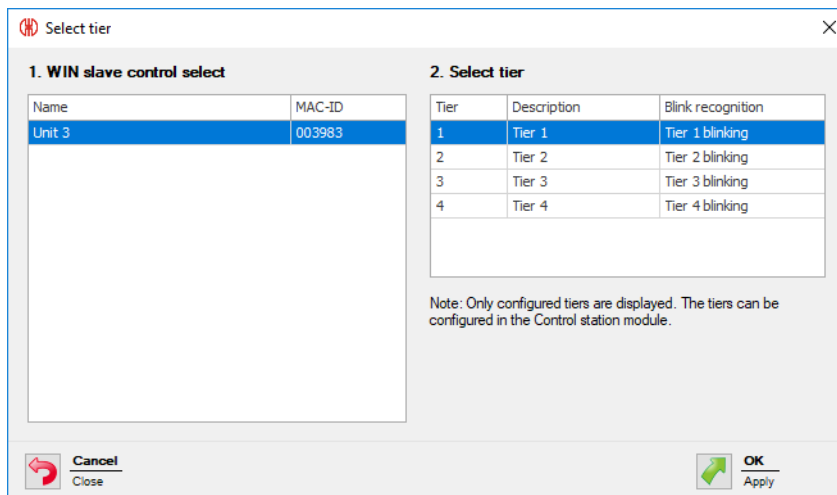 Select tier
1. WIN slave control select
Name MAC-ID
Unit 3 003983
2. Select tier
Tier Description Blink recognition
1 Tier 1 Tier 1 blinking
2 Tier 2 Tier 2 blinking
3 Tier 3 Tier 3 blinking
4 Tier 4 Tier 4 blinking
Note: Only configured tiers are displayed. The tiers can be
configured in the Control station module.
Cancel
Close
OK
Apply